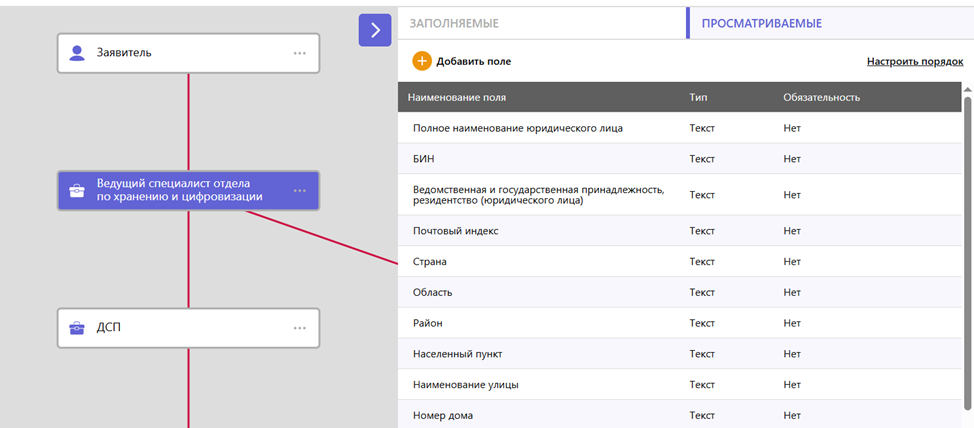 Заявитель
Ведущий специалист отдела
по хранению и цифровизации
ДСП
ЗАПОЛНЯЕМЫЕ ПРОСМАТРИВАЕМЫЕ
Добавить поле Настроить порядок
Наименование поля Тип Обязательность
Полное наименование юридического лица Текст Нет
БИН Текст Нет
Ведомственная и государственная принадлежность,
резидентство (юридического лица) Текст Нет
Почтовый индекс Текст Нет
Страна Текст Нет
Область Текст Нет
Район Текст Нет
Населенный пункт Текст Нет
Наименование улицы Текст Нет
Номер дома Текст Нет